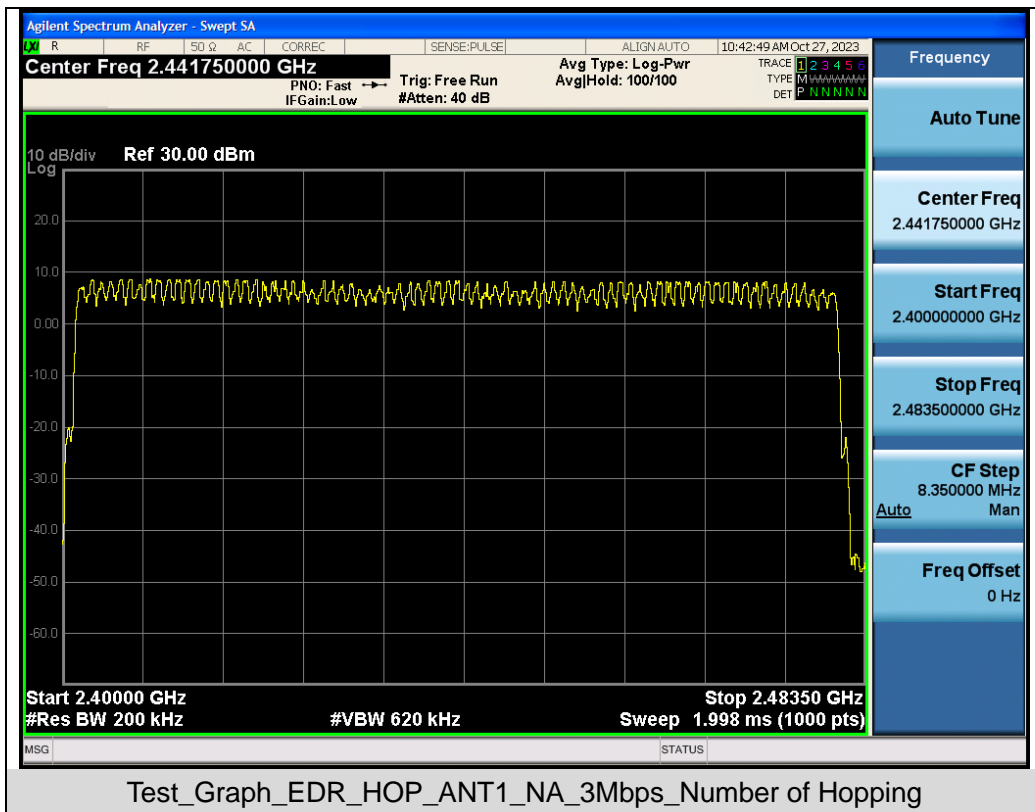 Agilent Spectrum Analyzer - Swept SA
LXI R RF 50 Ω AC CORREC SENSE:PULSE ALIGN AUTO 10:42:49 AM Oct 27, 2023
Center Freq 2.441750000 GHz
PNO: Fast
IFGain:Low
Trig: Free Run
#Atten: 40 dB
Avg Type: Log-Pwr
Avg|Hold: 100/100
TRACE 1 2 3 4 5 6
TYPE M WWWWW
DET P N N N N N
10 dB/div Ref 30.00 dBm
Log
20.0
10.0
0.00
-10.0
-20.0
-30.0
-40.0
-50.0
-60.0
Start 2.40000 GHz Stop 2.48350 GHz
#Res BW 200 kHz #VBW 620 kHz Sweep 1.998 ms (1000 pts)
MSG STATUS
Frequency
Auto Tune
Center Freq
2.441750000 GHz
Start Freq
2.400000000 GHz
Stop Freq
2.483500000 GHz
CF Step
8.350000 MHz
Auto Man
Freq Offset
0 Hz
Test_Graph_EDR_HOP_ANT1_NA_3Mbps_Number of Hopping